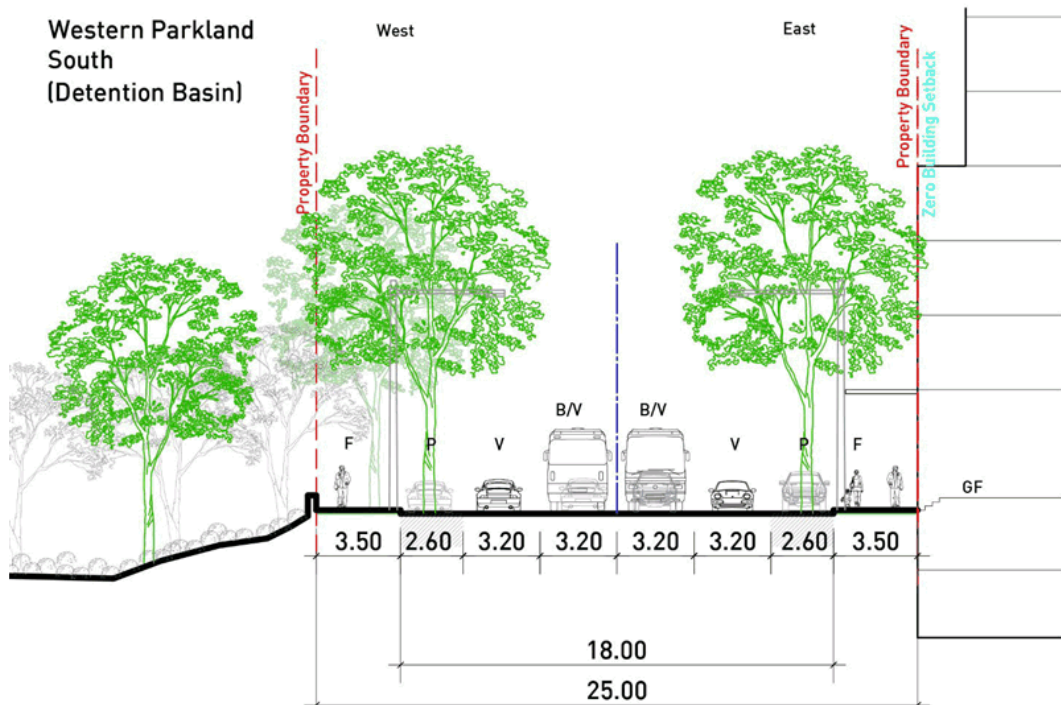 Western Parkland
South
(Detention Basin)
West
East
Property Boundary
Property Boundary
Zero Building Setback
B/V B/V
F P V V P F
GF
3.50 2.60 3.20 3.20 3.20 3.20 2.60 3.50
18.00
25.00